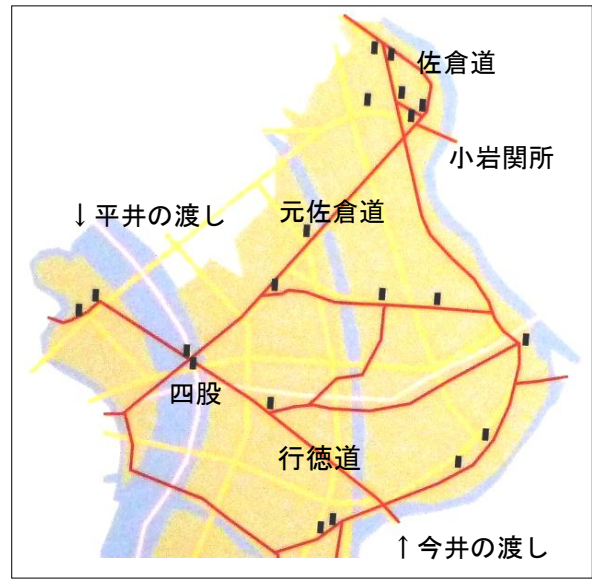 佐倉道
小岩関所
↓平井の渡し
元佐倉道
四股
行徳道
↑今井の渡し